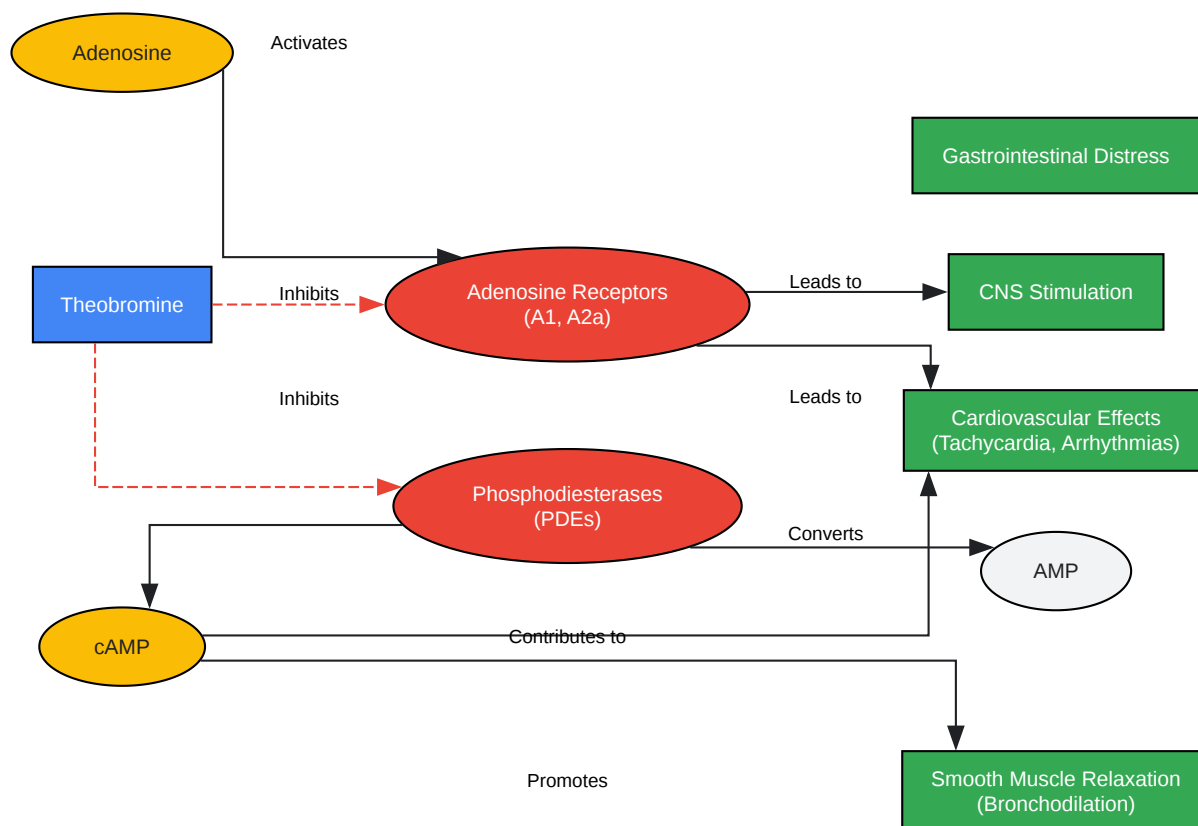 Adenosine
Activates
Gastrointestinal Distress
Theobromine
Inhibits
Adenosine Receptors
(A1, A2a)
Leads to
CNS Stimulation
Inhibits
Leads to
Cardiovascular Effects
(Tachycardia, Arrhythmias)
Phosphodiesterases
(PDEs)
Converts
AMP
cAMP
Contributes to
Promotes
Smooth Muscle Relaxation
(Bronchodilation)